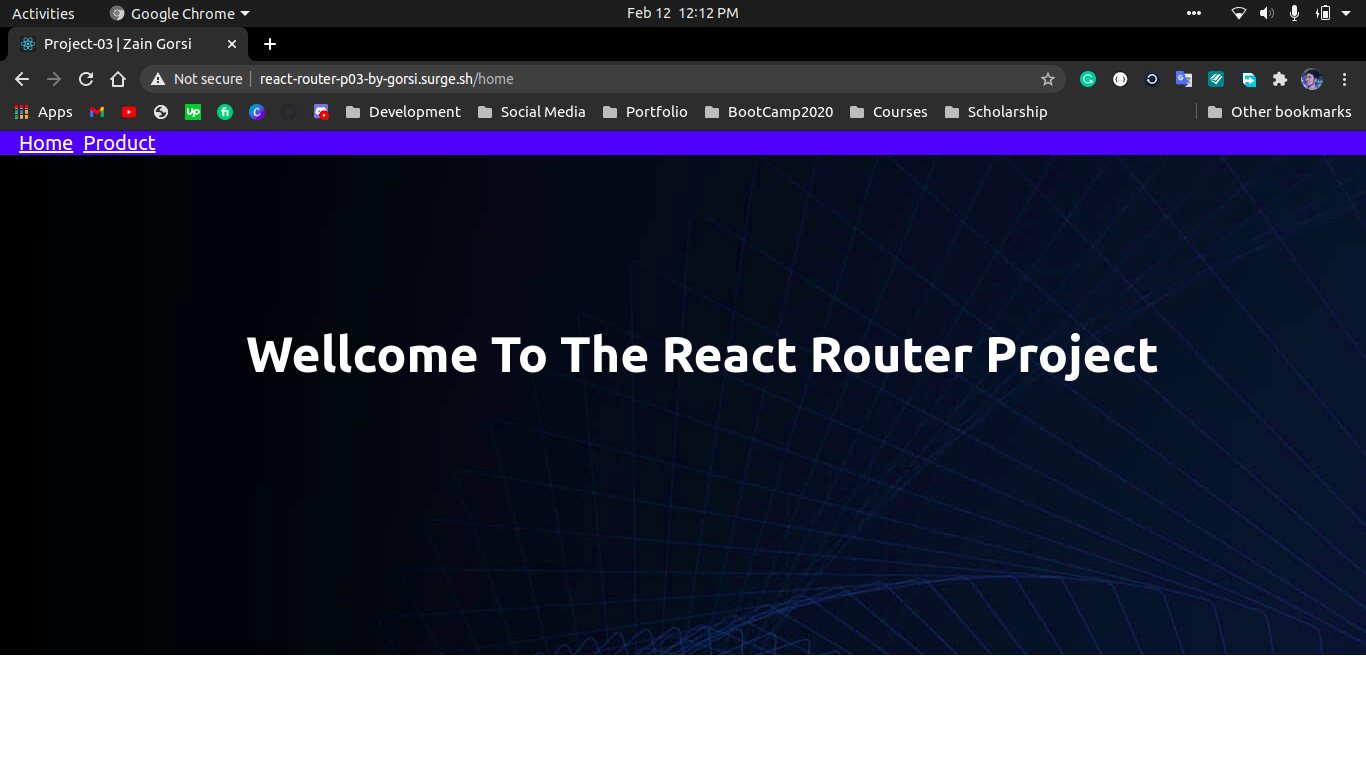 Activities Google Chrome Feb 12 12:12 PM
Project-03 | Zain Gorsi
Not secure react-router-p03-by-gorsi.surge.sh/home
Apps Up fi C Development Social Media Portfolio BootCamp2020 Courses Scholarship Other bookmarks
Home Product
Wellcome To The React Router Project